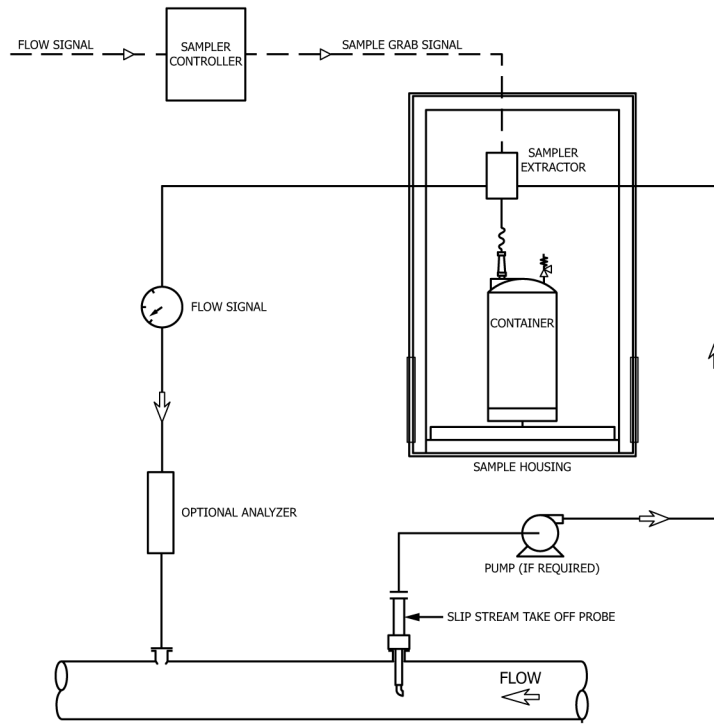 FLOW SIGNAL
SAMPLER
CONTROLLER
SAMPLE GRAB SIGNAL
SAMPLER
EXTRACTOR
FLOW SIGNAL
CONTAINER
SAMPLE HOUSING
OPTIONAL ANALYZER
PUMP (IF REQUIRED)
SLIP STREAM TAKE OFF PROBE
FLOW